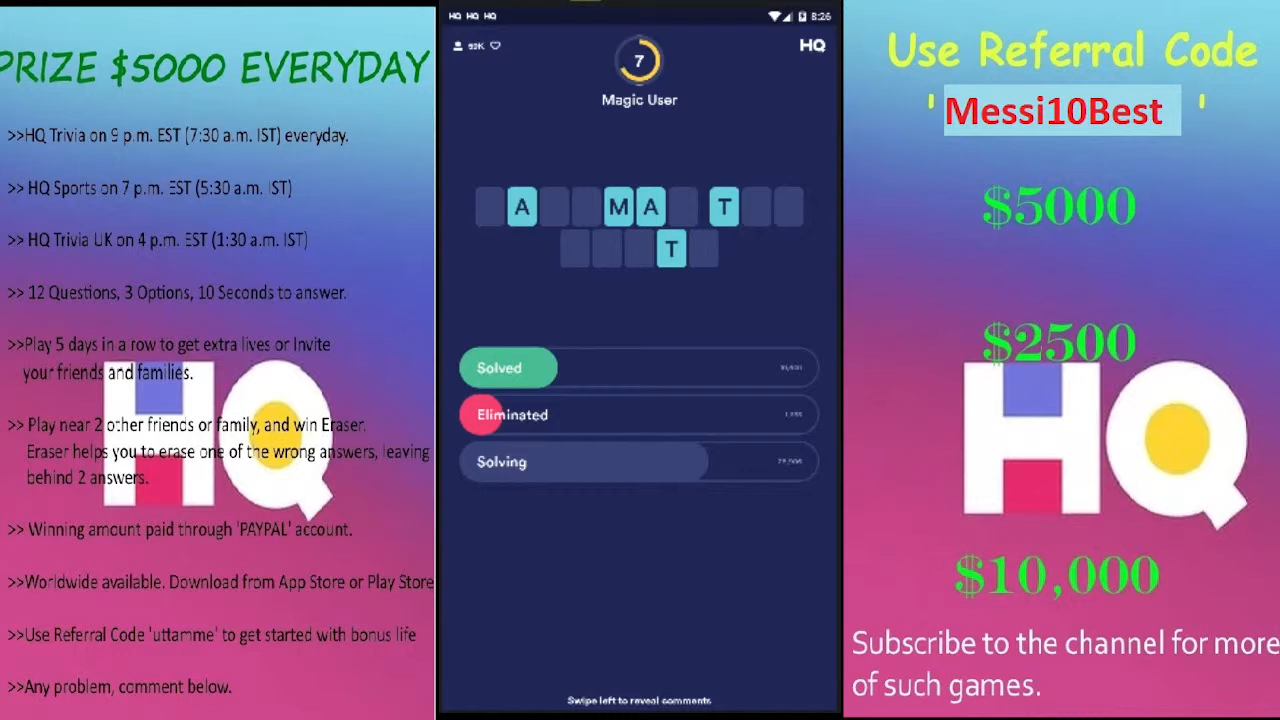 PRIZE $5000 EVERYDAY
>>HQ Trivia on 9 p.m. EST (7:30 a.m. IST) everyday.
>> HQ Sports on 7 p.m. EST (5:30 a.m. IST)
>> HQ Trivia UK on 4 p.m. EST (1:30 a.m. IST)
>> 12 Questions, 3 Options, 10 Seconds to answer.
>>Play 5 days in a row to get extra lives or Invite
your friends and families.
>> Play near 2 other friends or family, and win Eraser.
Eraser helps you to erase one of the wrong answers, leaving
behind 2 answers.
>> Winning amount paid through 'PAYPAL' account.
>>Worldwide available. Download from App Store or Play Store
>>Use Referral Code 'uttamme' to get started with bonus life
>>Any problem, comment below.
HQ
HQ HQ HQ 8:26
HQ
7
Magic User
A MA T
T
Solved
Eliminated
Solving
Swipe left to reveal comments
Use Referral Code
' Messi10Best '
$5000
$2500
HQ
$10,000
Subscribe to the channel for more
of such games.